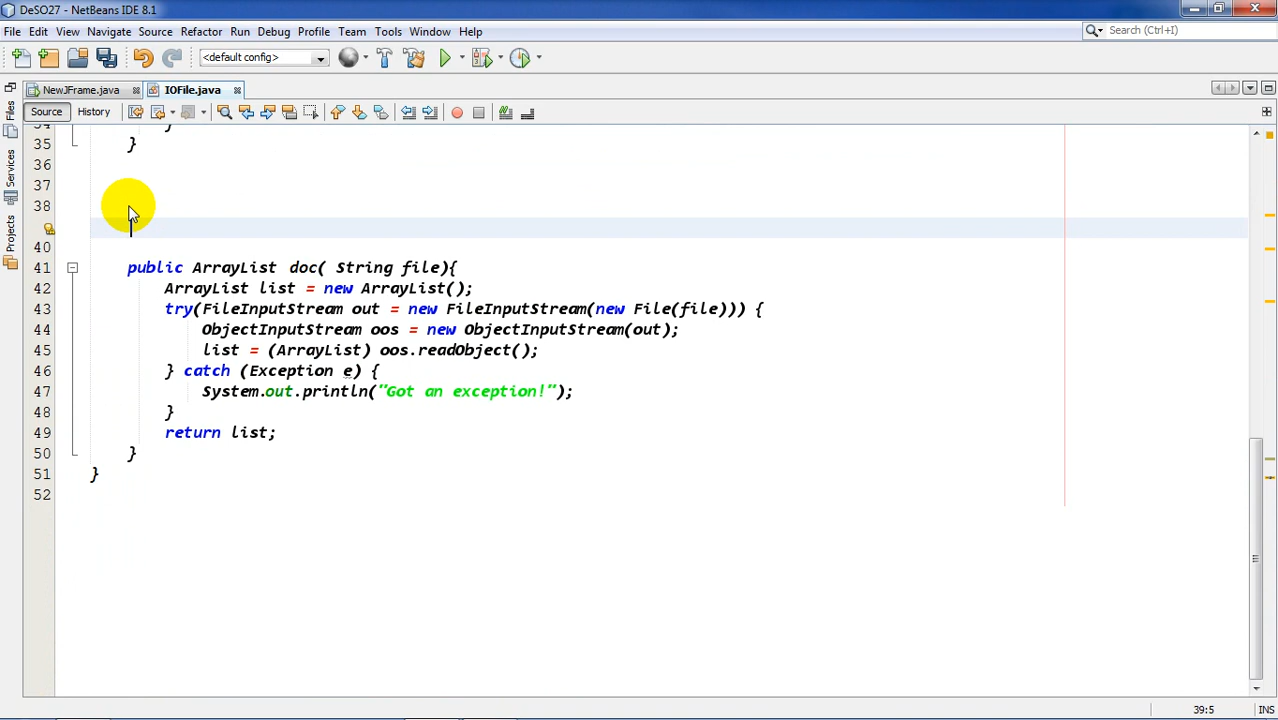 DeSO27 - NetBeans IDE 8.1
File Edit View Navigate Source Refactor Run Debug Profile Team Tools Window Help
Search (Ctrl+I)
<default config>
NewJFrame.java
IOFile.java
Source History
Files
Services
Projects
34 }
35 }
36
37
38
40
41 public ArrayList doc( String file){
42 ArrayList list = new ArrayList();
43 try(FileInputStream out = new FileInputStream(new File(file))) {
44 ObjectInputStream oos = new ObjectInputStream(out);
45 list = (ArrayList) oos.readObject();
46 } catch (Exception e) {
47 System.out.println("Got an exception!");
48 }
49 return list;
50 }
51 }
52
39:5 INS